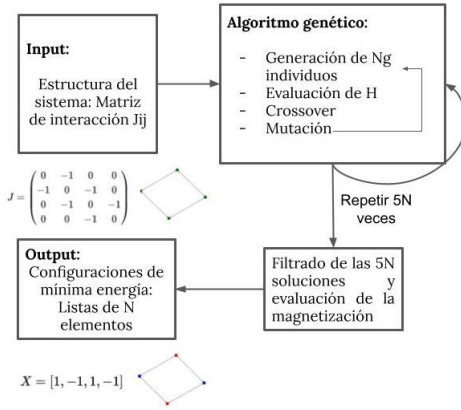 Input:
Estructura del
sistema: Matriz
de interacción Jij
Algoritmo genético:
- Generación de Ng
individuos
- Evaluación de H
- Crossover
- Mutación
J = ( 0 -1 0 0
-1 0 -1 0
0 -1 0 -1
0 0 -1 0 )
Repetir 5N
veces
Output:
Configuraciones de
mínima energía:
Listas de N
elementos
Filtrado de las 5N
soluciones y
evaluación de la
magnetización
X = [1, -1, 1, -1]